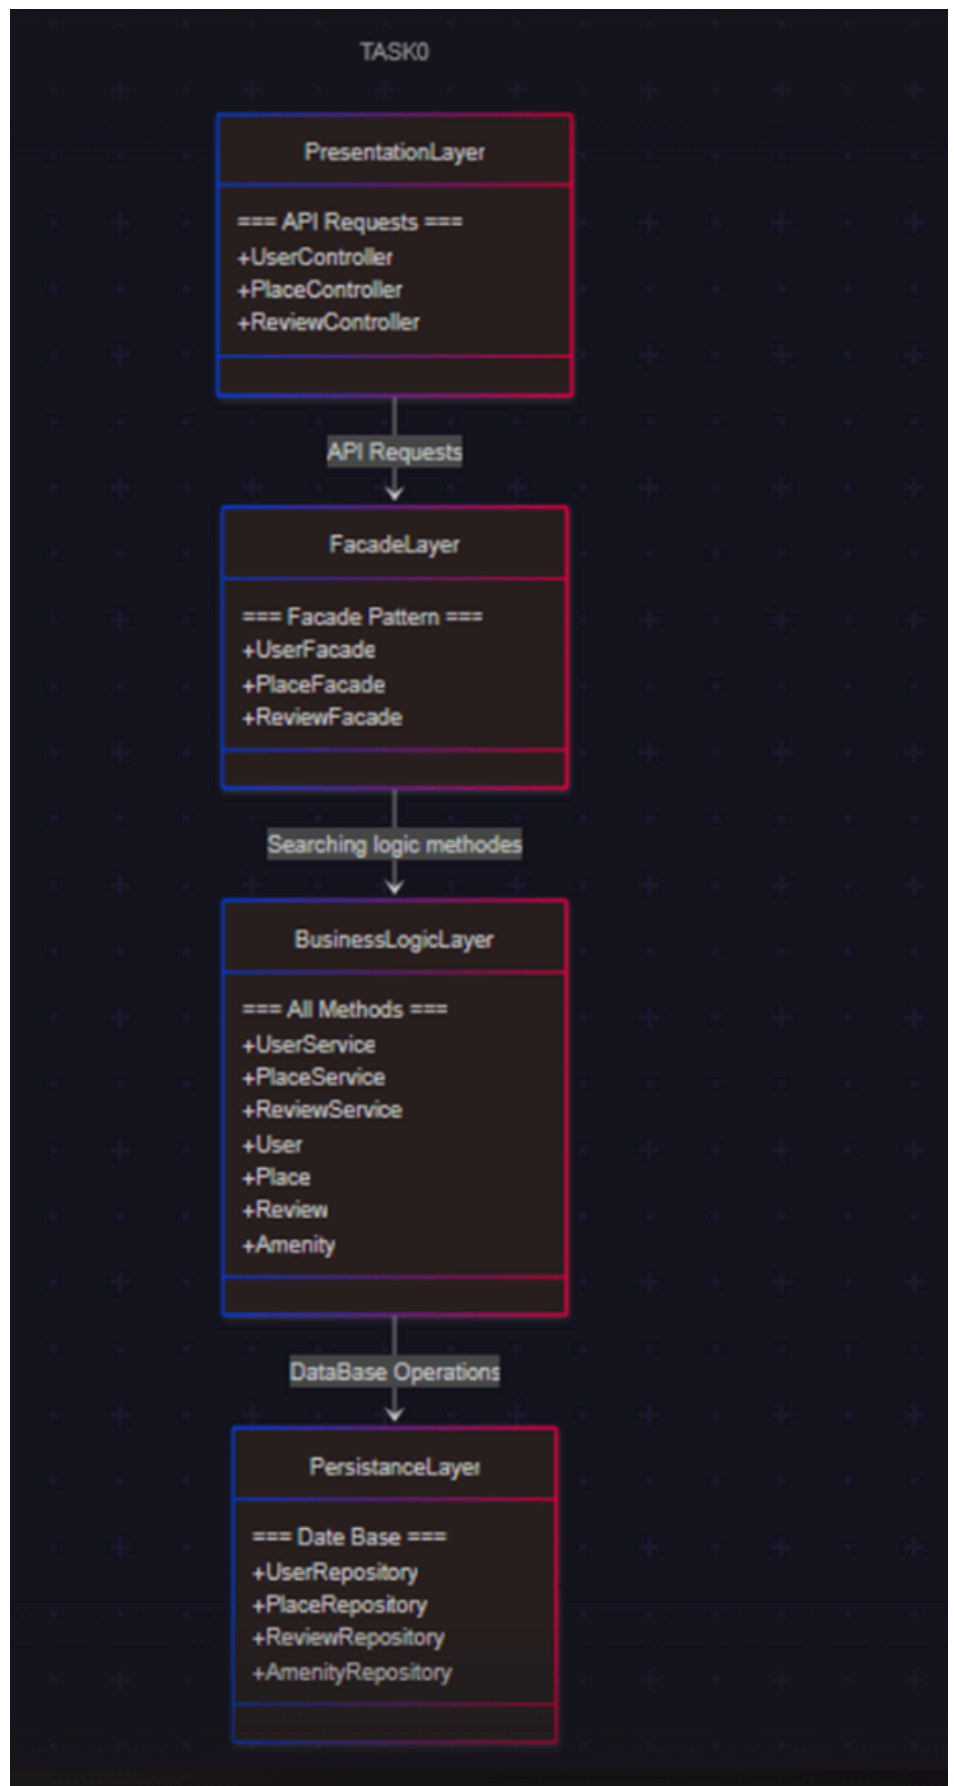 TASK0
PresentationLayer
=== API Requests ===
+UserController
+PlaceController
+ReviewController
API Requests
FacadeLayer
=== Facade Pattern ===
+UserFacade
+PlaceFacade
+ReviewFacade
Searching logic methodes
BusinessLogicLayer
=== All Methods ===
+UserService
+PlaceService
+ReviewService
+User
+Place
+Review
+Amenity
DataBase Operations
PersistanceLayer
=== Date Base ===
+UserRepository
+PlaceRepository
+ReviewRepository
+AmenityRepository